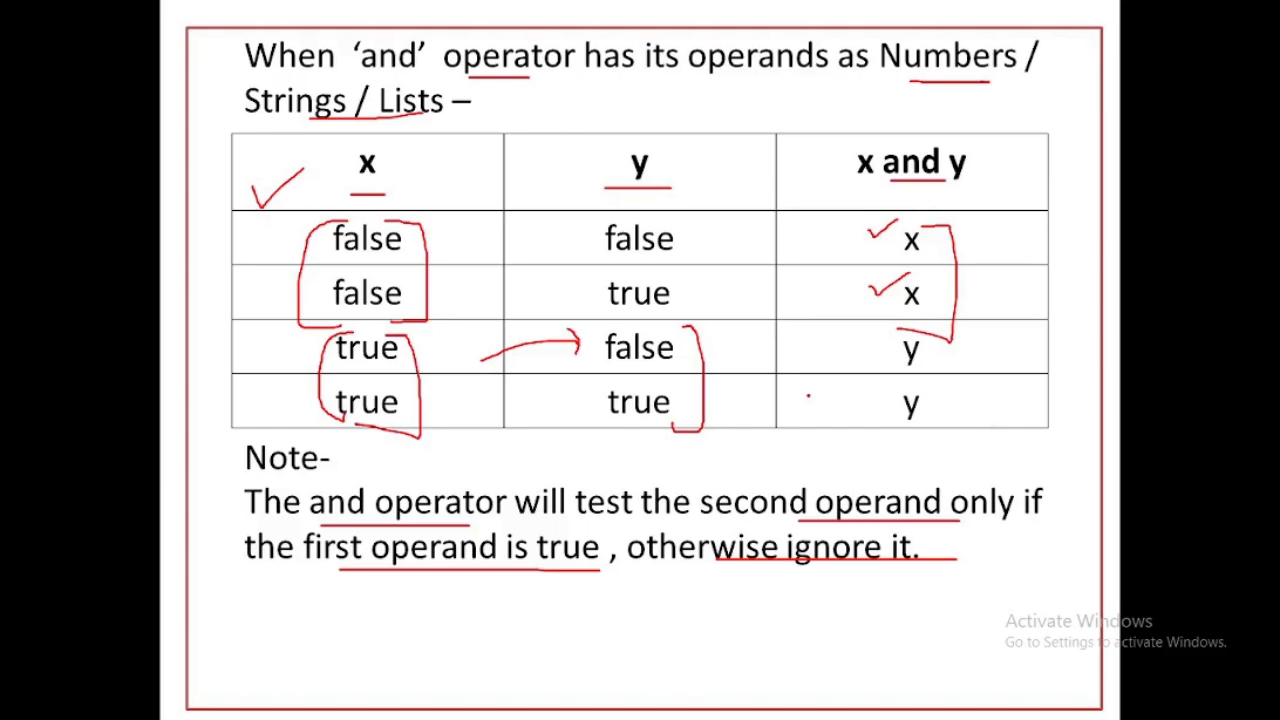 When ‘and’ operator has its operands as Numbers /
Strings / Lists –
x y x and y
false false x
false true x
true false y
true true y
Note-
The and operator will test the second operand only if
the first operand is true , otherwise ignore it.
Activate Windows
Go to Settings to activate Windows.